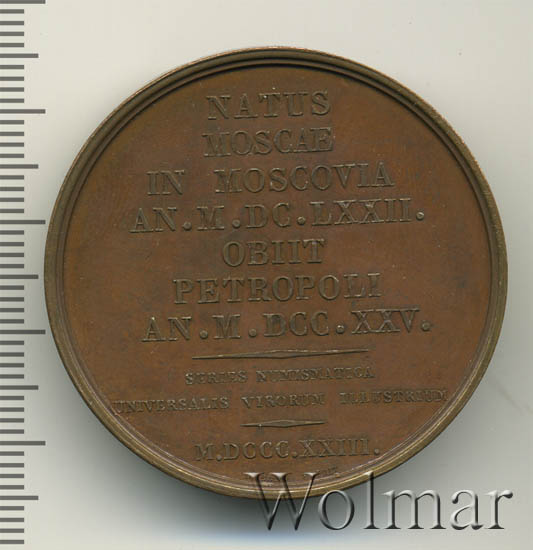 NATUS
MOSCAE
IN MOSCOVIA
AN.M.DC.LXXII.
OBIIT
PETROPOLI
AN.M.DCC.XXV.
SERIES NUMISMATICA
UNIVERSALIS VIRORUM ILLUSTRIUM
M.DCCC.XXIII.
Wolmar